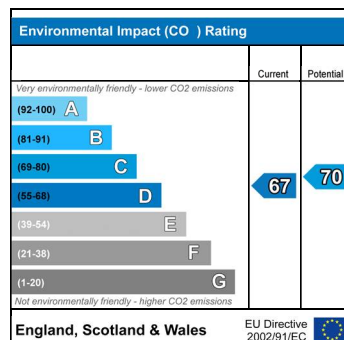 Environmental Impact (CO ) Rating
Current Potential
Very environmentally friendly - lower CO2 emissions
(92-100) A
(81-91) B
(69-80) C
(55-68) D
(39-54) E
(21-38) F
(1-20) G
67
70
Not environmentally friendly - higher CO2 emissions
England, Scotland & Wales
EU Directive
2002/91/EC